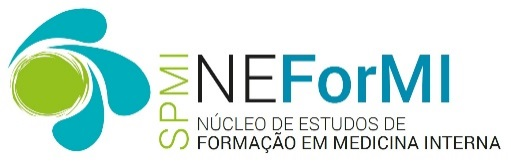 SPMI
NEForMI
NÚCLEO DE ESTUDOS DE
FORMAÇÃO EM MEDICINA INTERNA